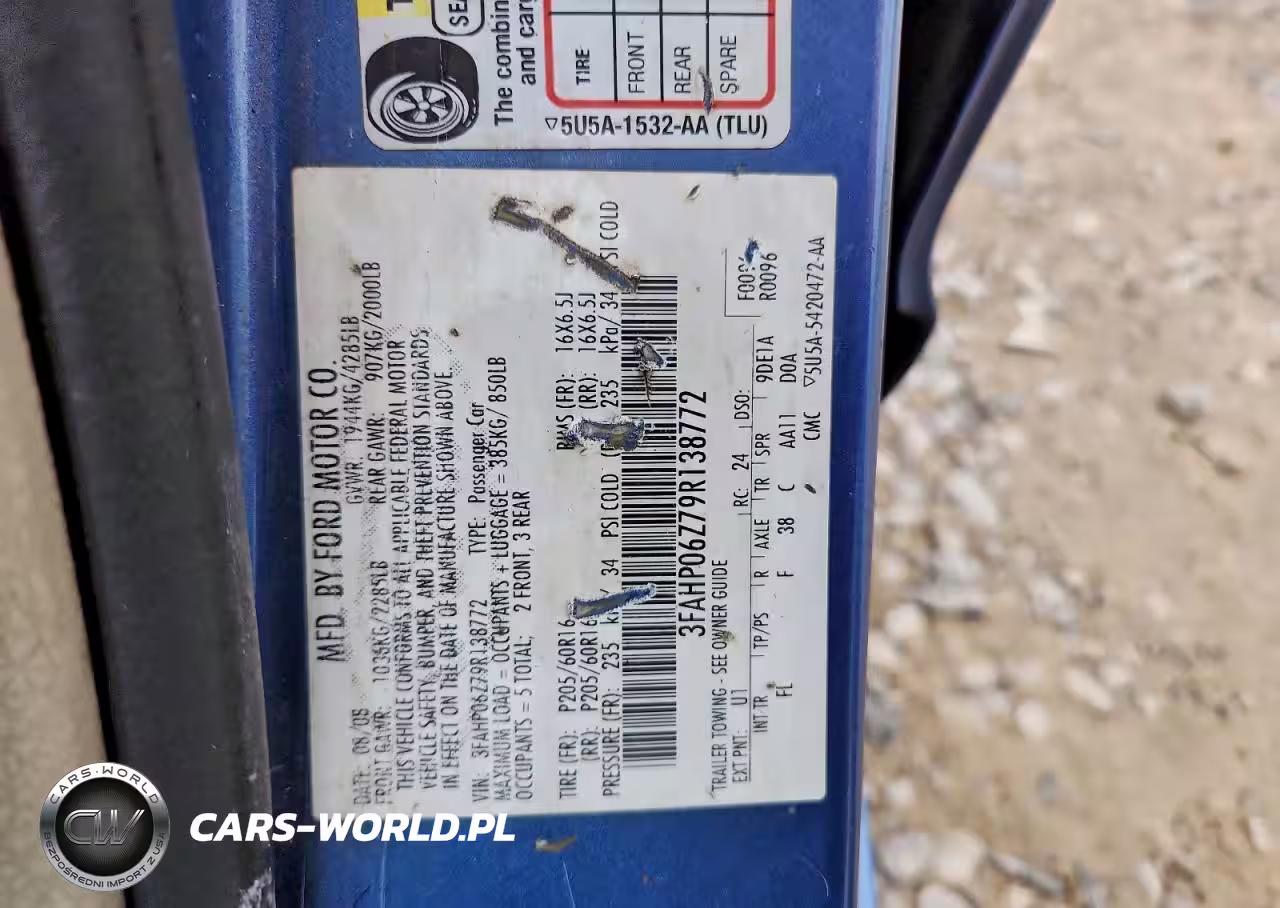 The combin
and carg
TIRE
FRONT
REAR
SPARE
▽5U5A-1532-AA (TLU)
MFD. BY FORD MOTOR CO.
DATE: 08/08 GVWR: 1944KG/4285LB
FRONT GAWR: 1036KG/2285LB REAR GAWR: 907KG/2000LB
THIS VEHICLE CONFORMS TO ALL APPLICABLE FEDERAL MOTOR
VEHICLE SAFETY, BUMPER, AND THEFT PREVENTION STANDARDS
IN EFFECT ON THE DATE OF MANUFACTURE SHOWN ABOVE.
VIN: 3FAHP06Z79R138772 TYPE: Passenger Car
MAXIMUM LOAD = OCCUPANTS + LUGGAGE = 385KG/ 850LB
OCCUPANTS = 5 TOTAL; 2 FRONT, 3 REAR
TIRE (FR): P205/60R16 (FR): 16X6.5J
(RR): P205/60R16 (RR): 16X6.5J
PRESSURE (FR): 235 34 PSI COLD 235 kPa/ 34 PSI COLD
3FAHP06Z79R138772
TRAILER TOWING - SEE OWNER GUIDE
R0096
EXT PNT: U1 RC: 24 DSO:
INT TR TP/PS R AXLE TR SPR 9DE1A
FL F 38 C AA11 D0A
CMC ▽5U5A-5420472-AA
CARS-WORLD
CW
BEZPOŚREDNI IMPORT Z USA
CARS-WORLD.PL